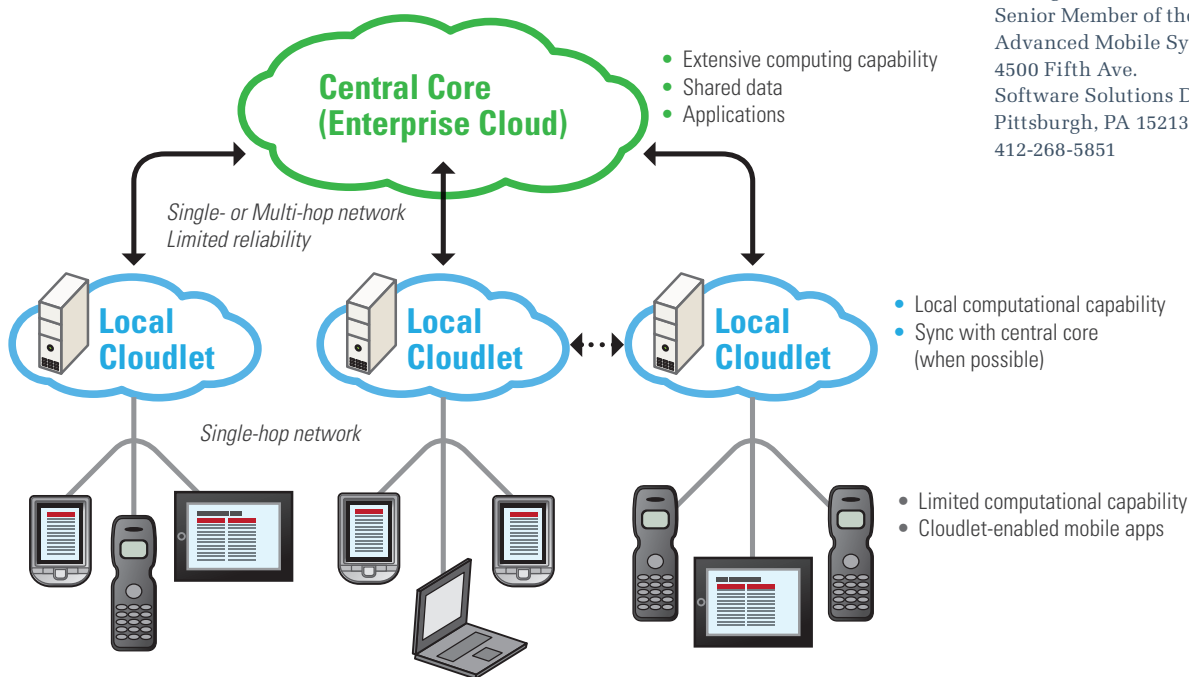 Senior Member of the
Advanced Mobile Sy
4500 Fifth Ave.
Software Solutions D
Pittsburgh, PA 15213
412-268-5851
Central Core
(Enterprise Cloud)
• Extensive computing capability
• Shared data
• Applications
Single- or Multi-hop network
Limited reliability
Local
Cloudlet
Local
Cloudlet
Local
Cloudlet
• Local computational capability
• Sync with central core
(when possible)
Single-hop network
• Limited computational capability
• Cloudlet-enabled mobile apps